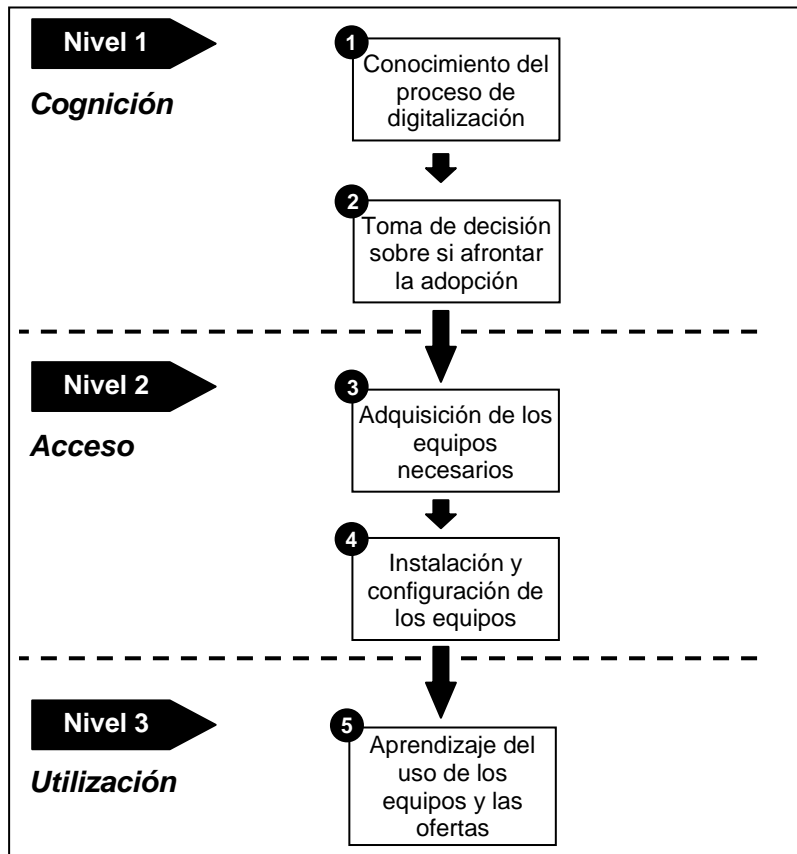 Nivel 1
Cognición
1
Conocimiento del
proceso de
digitalización
2
Toma de decisión
sobre si afrontar
la adopción
Nivel 2
Acceso
3
Adquisición de los
equipos
necesarios
4
Instalación y
configuración de
los equipos
Nivel 3
Utilización
5
Aprendizaje del
uso de los
equipos y las
ofertas